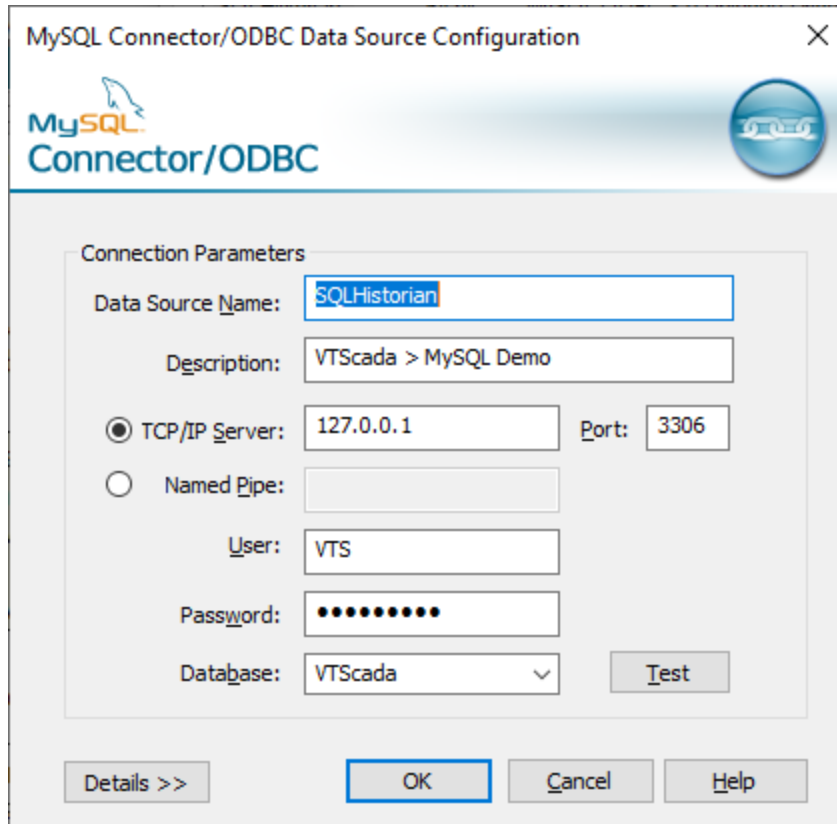 MySQL Connector/ODBC Data Source Configuration
MySQL
Connector/ODBC
Connection Parameters
Data Source Name: SQLHistorian
Description: VTScada > MySQL Demo
TCP/IP Server: 127.0.0.1 Port: 3306
Named Pipe:
User: VTS
Password: •••••••••
Database: VTScada Test
Details >> OK Cancel Help